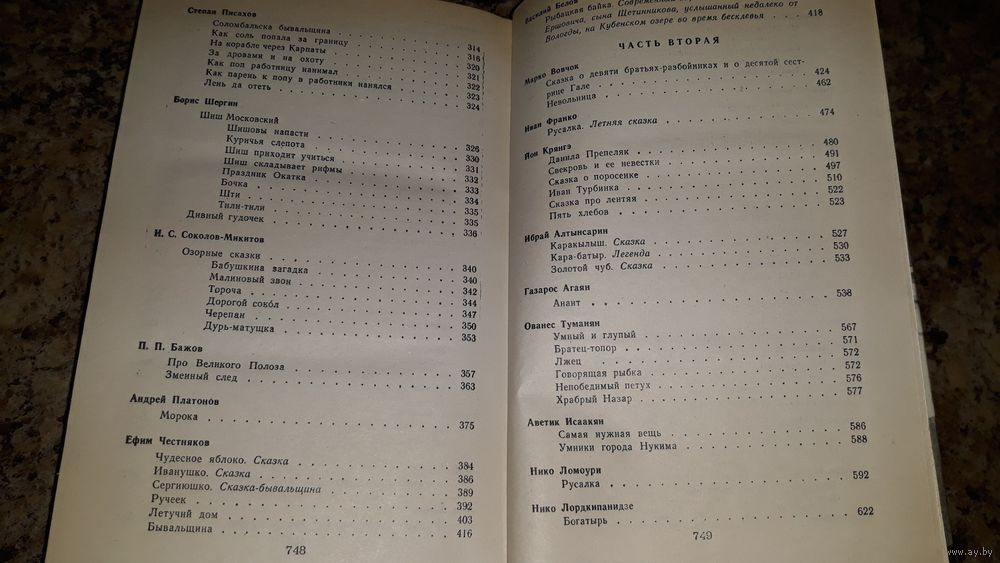 Степан Писахов
Соломбальска бывальщина . . . . . . . . . 314
Как соль попала за границу . . . . . . . . . 316
На корабле через Карпаты . . . . . . . . . 320
За дровами и на охоту . . . . . . . . . 321
Как поп работницу нанимал . . . . . . . . . 322
Как парень к попу в работники нанялся . . . . . . 323
Лень да отеть . . . . . . . . . 324
Борис Шергин
Шиш Московский
Шишовы напасти . . . . . . . . . 326
Куричья слепота . . . . . . . . . 330
Шиш приходит учиться . . . . . . . . . 331
Шиш складывает рифмы . . . . . . . . . 332
Праздник Окатка . . . . . . . . . 333
Бочка . . . . . . . . . 334
Шти . . . . . . . . . 335
Тили-тили . . . . . . . . . 335
Дивный гудочек . . . . . . . . . 336
И. С. Соколов-Микитов
Озорные сказки . . . . . . . . . 340
Бабушкина загадка . . . . . . . . . 340
Малиновый звон . . . . . . . . . 342
Тороча . . . . . . . . . 344
Дорогой сокол . . . . . . . . . 347
Черепан . . . . . . . . . 350
Дурь-матущка . . . . . . . . . 353
П. П. Бажов
Про Великого Полоза . . . . . . . . . 357
Змеиный след . . . . . . . . . 363
Андрей Платонов
Морока . . . . . . . . . 375
Ефим Честняков
Чудесное яблоко. Сказка . . . . . . . . . 384
Иванушко. Сказка . . . . . . . . . 386
Сергиюшко. Сказка-бывальщина . . . . . . . . . 389
Ручеек . . . . . . . . . 392
Летучий дом . . . . . . . . . 403
Бывальщина . . . . . . . . . 416
748
Василий Белов
Рыбацкая байка. Современный
Ершовича, сына Щетинникова, услышанный недалеко от
Вологды, на Кубенском озере во время бесклевья . . 418
ЧАСТЬ ВТОРАЯ
Марко Вовчок
Сказка о девяти братьях-разбойниках и о десятой сест-
рице Гале . . . . . . . . . 424
Невольница . . . . . . . . . 462
Иван Франко
Русалка. Летняя сказка . . . . . . . . . 474
Йон Крянгэ
Данила Препеляк . . . . . . . . . 480
Свекровь и ее невестки . . . . . . . . . 491
Сказка о поросенке . . . . . . . . . 497
Иван Турбинка . . . . . . . . . 510
Сказка про лентяя . . . . . . . . . 522
Пять хлебов . . . . . . . . . 523
Ибрай Алтынсарин
Каракылыш. Сказка . . . . . . . . . 527
Кара-батыр. Легенда . . . . . . . . . 530
Золотой чуб. Сказка . . . . . . . . . 533
Газарос Агаян
Анаит . . . . . . . . . 538
Ованес Туманян
Умный и глупый . . . . . . . . . 567
Братец-топор . . . . . . . . . 571
Лжец . . . . . . . . . 572
Говорящая рыбка . . . . . . . . . 572
Непобедимый петух . . . . . . . . . 576
Храбрый Назар . . . . . . . . . 577
Аветик Исаакян
Самая нужная вещь . . . . . . . . . 586
Умники города Нукима . . . . . . . . . 588
Нико Ломоури
Русалка . . . . . . . . . 592
Нико Лордкипанидзе
Богатырь . . . . . . . . . 622
749
www.ay.by